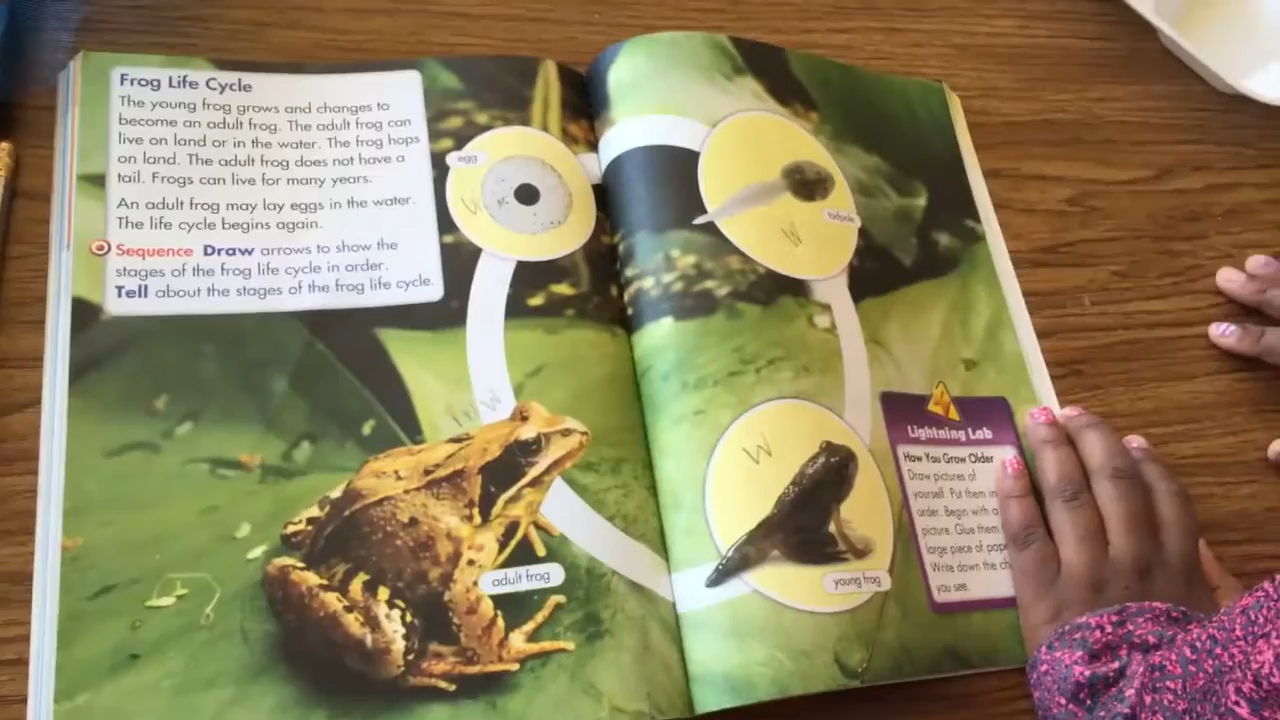 Frog Life Cycle
The young frog grows and changes to
become an adult frog. The adult frog can
live on land or in the water. The frog hops
on land. The adult frog does not have a
tail. Frogs can live for many years.
An adult frog may lay eggs in the water.
The life cycle begins again.
Sequence Draw arrows to show the
stages of the frog life cycle in order.
Tell about the stages of the frog life cycle.
egg
W
adult frog
tadpole
W
W
young frog
Lightning Lab
How You Grow Older
Draw pictures of
yourself. Put them in
order. Begin with a
picture. Glue them
large piece of
Write down the
you see.